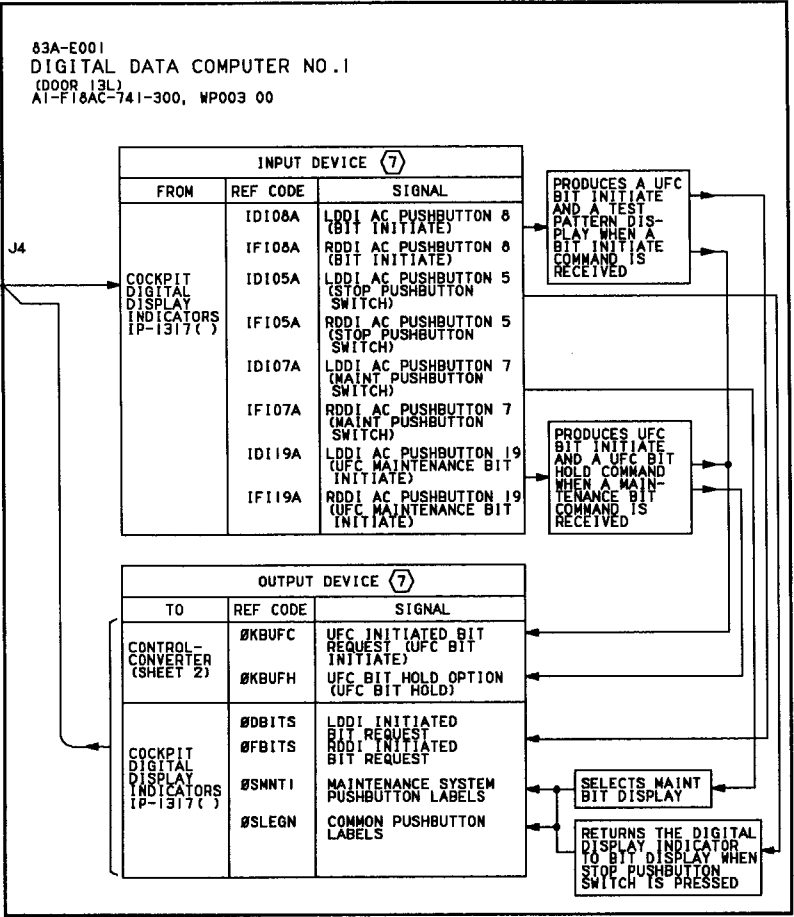 83A-E001
DIGITAL DATA COMPUTER NO.1
(DOOR 13L)
A1-F18AC-741-300, WP003 00
J4
INPUT DEVICE 7
FROM REF CODE SIGNAL
COCKPIT
DIGITAL
DISPLAY
INDICATORS
IP-1317( )
IDI08A LDDI AC PUSHBUTTON 8
(BIT INITIATE)
IFI08A RDDI AC PUSHBUTTON 8
(BIT INITIATE)
IDI05A LDDI AC PUSHBUTTON 5
(STOP PUSHBUTTON
SWITCH)
IFI05A RDDI AC PUSHBUTTON 5
(STOP PUSHBUTTON
SWITCH)
IDI07A LDDI AC PUSHBUTTON 7
(MAINT PUSHBUTTON
SWITCH)
IFI07A RDDI AC PUSHBUTTON 7
(MAINT PUSHBUTTON
SWITCH)
IDI19A LDDI AC PUSHBUTTON 19
(UFC MAINTENANCE BIT
INITIATE)
IFI19A RDDI AC PUSHBUTTON 19
(UFC MAINTENANCE BIT
INITIATE)
PRODUCES A UFC
BIT INITIATE
AND A TEST
PATTERN DIS-
PLAY WHEN A
BIT INITIATE
COMMAND IS
RECEIVED
PRODUCES UFC
BIT INITIATE
AND A UFC BIT
HOLD COMMAND
WHEN A MAIN-
TENANCE BIT
COMMAND IS
RECEIVED
OUTPUT DEVICE 7
TO REF CODE SIGNAL
CONTROL-
CONVERTER
(SHEET 2)
ØKBUFC UFC INITIATED BIT
REQUEST (UFC BIT
INITIATE)
ØKBUFH UFC BIT HOLD OPTION
(UFC BIT HOLD)
COCKPIT
DIGITAL
DISPLAY
INDICATORS
IP-1317( )
ØDBITS LDDI INITIATED
BIT REQUEST
ØFBITS RDDI INITIATED
BIT REQUEST
ØSMNTI MAINTENANCE SYSTEM
PUSHBUTTON LABELS
ØSLEGN COMMON PUSHBUTTON
LABELS
SELECTS MAINT
BIT DISPLAY
RETURNS THE DIGITAL
DISPLAY INDICATOR
TO BIT DISPLAY WHEN
STOP PUSHBUTTON
SWITCH IS PRESSED